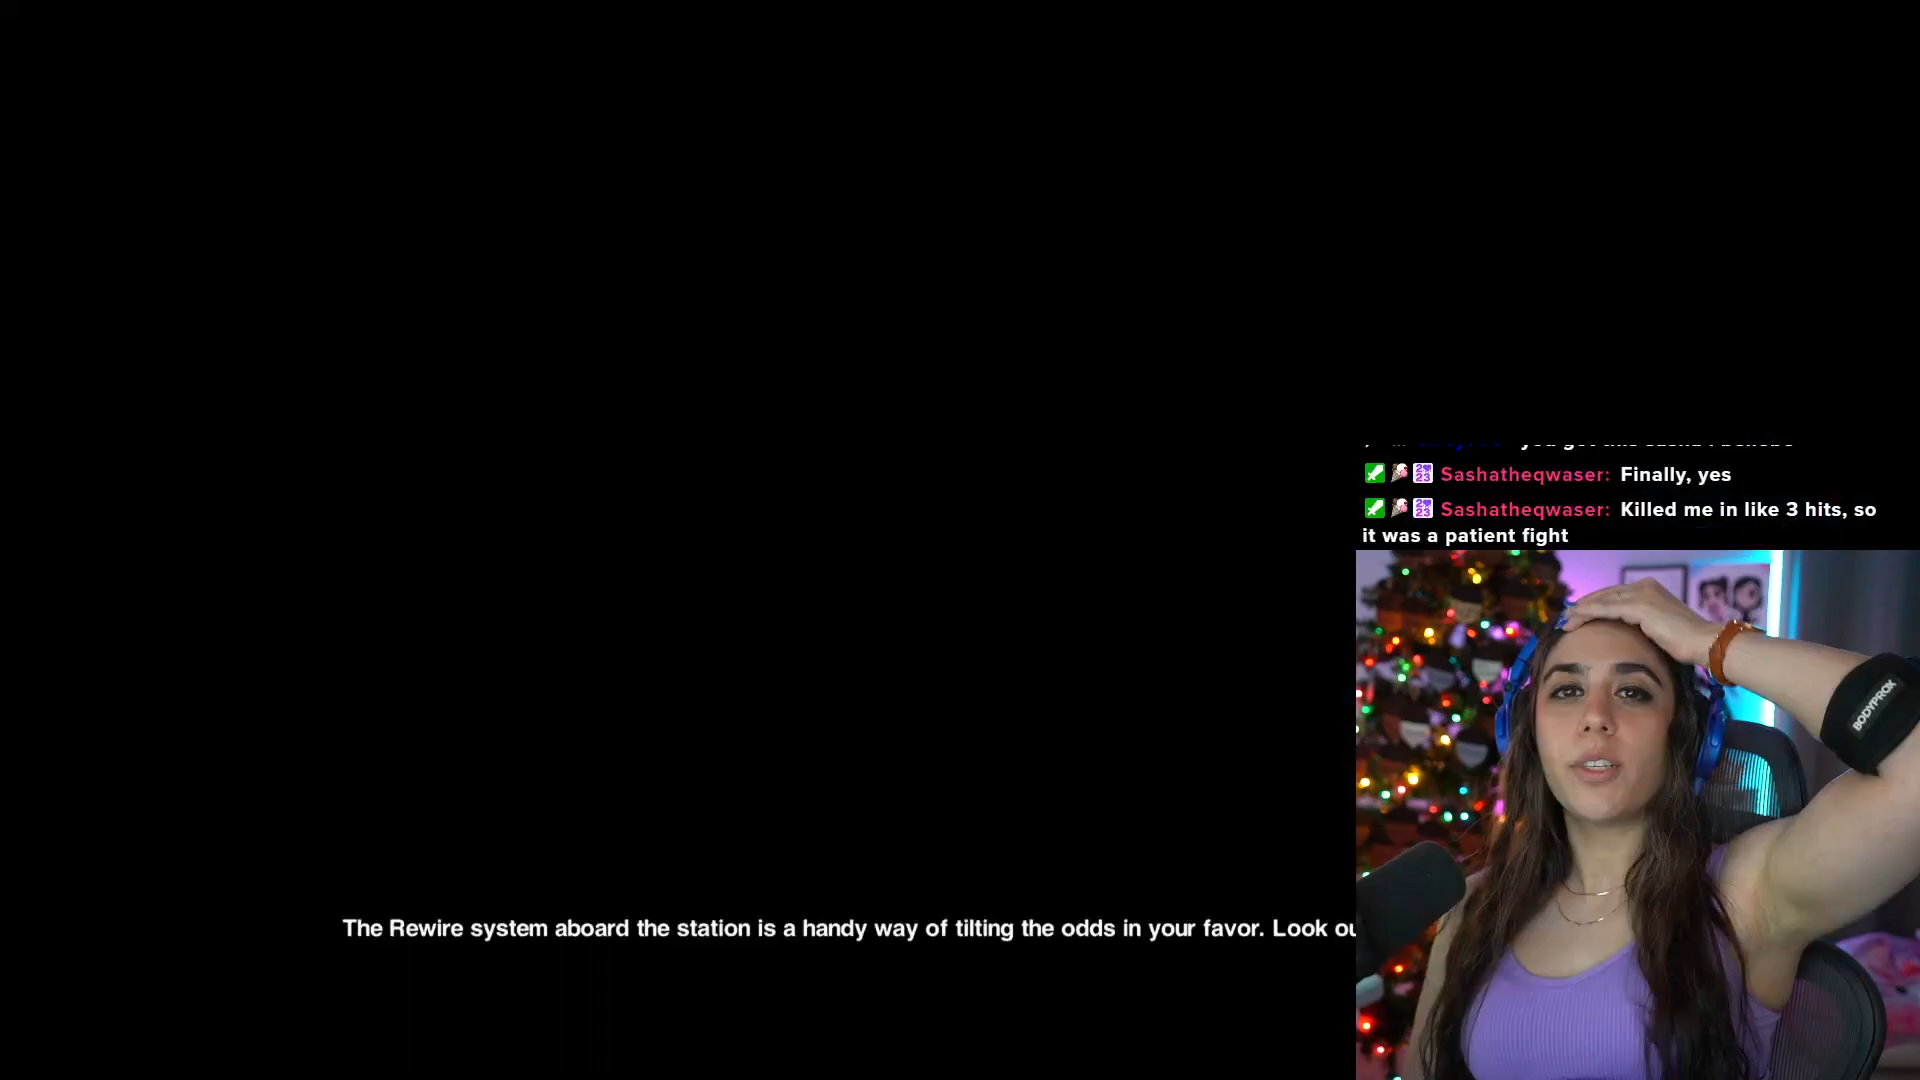 Sashatheqwaser: Finally, yes
Sashatheqwaser: Killed me in like 3 hits, so
it was a patient fight
BODYPROX
The Rewire system aboard the station is a handy way of tilting the odds in your favor. Look ou